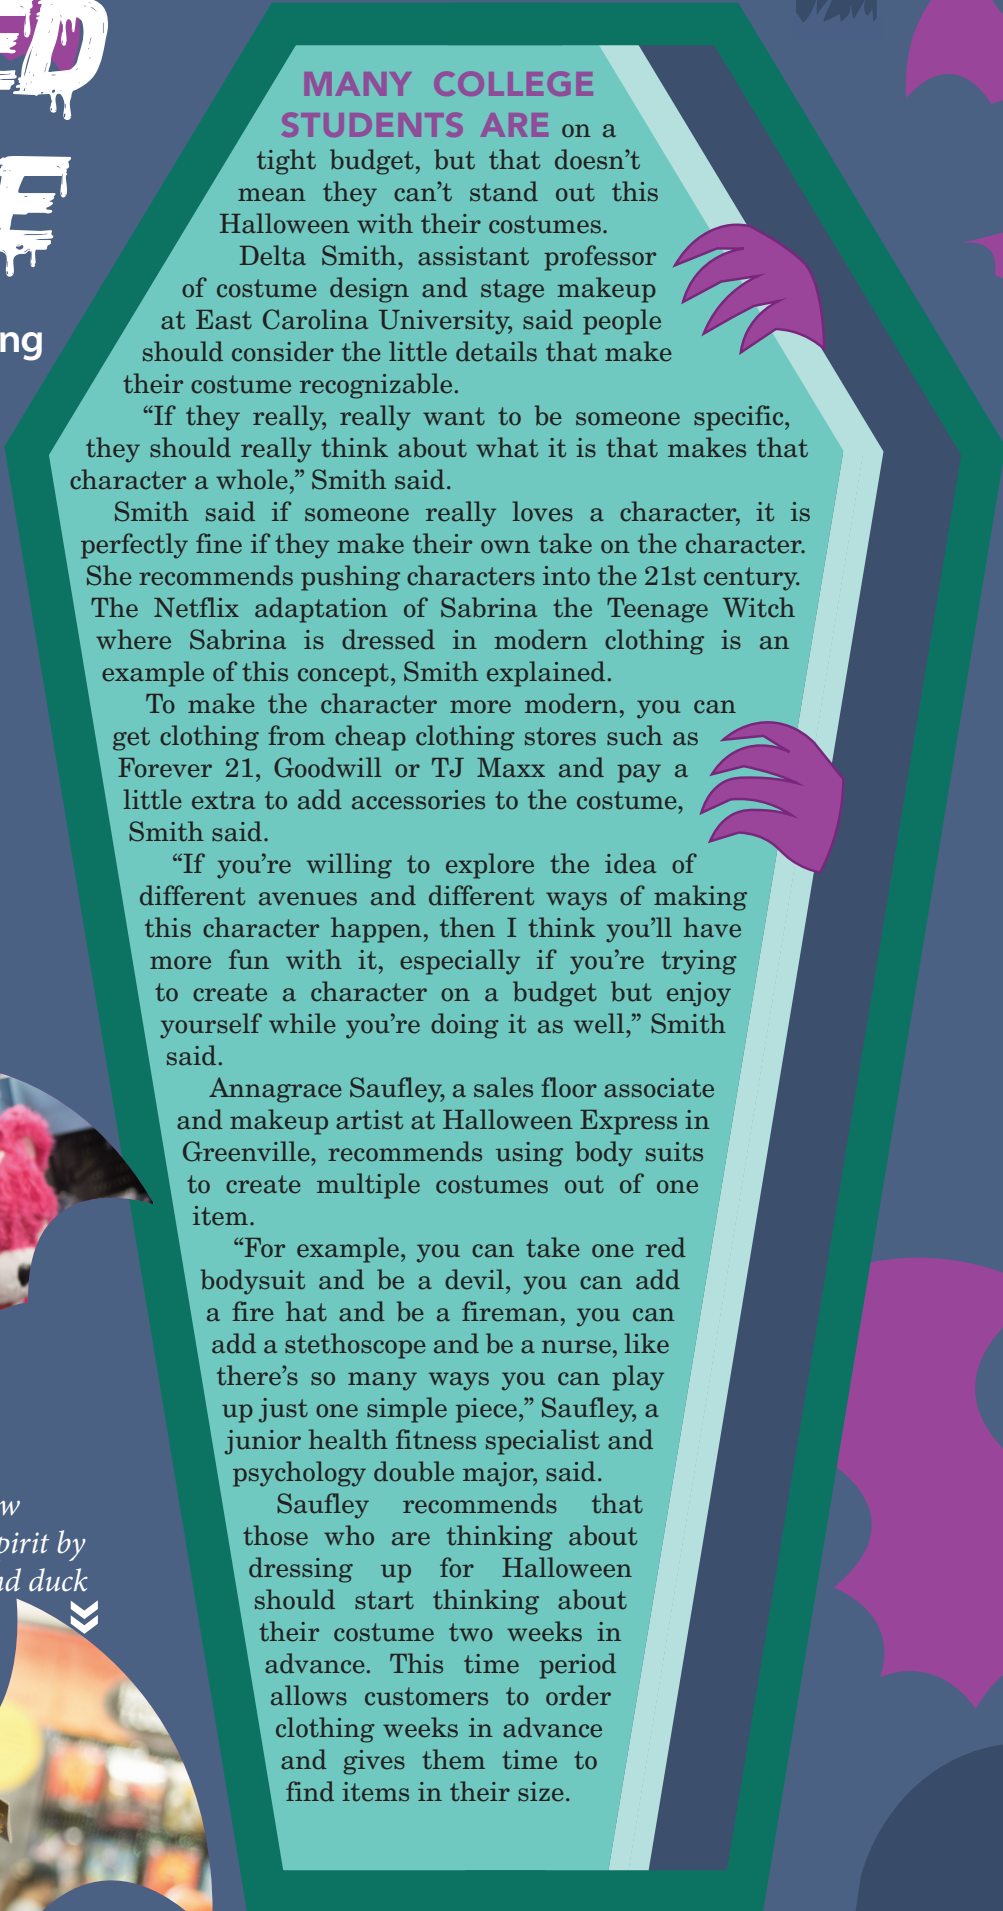 ED
E
ng
MANY COLLEGE
STUDENTS ARE on a
tight budget, but that doesn’t
mean they can’t stand out this
Halloween with their costumes.
Delta Smith, assistant professor
of costume design and stage makeup
at East Carolina University, said people
should consider the little details that make
their costume recognizable.
“If they really, really want to be someone specific,
they should really think about what it is that makes that
character a whole,” Smith said.
Smith said if someone really loves a character, it is
perfectly fine if they make their own take on the character.
She recommends pushing characters into the 21st century.
The Netflix adaptation of Sabrina the Teenage Witch
where Sabrina is dressed in modern clothing is an
example of this concept, Smith explained.
To make the character more modern, you can
get clothing from cheap clothing stores such as
Forever 21, Goodwill or TJ Maxx and pay a
little extra to add accessories to the costume,
Smith said.
“If you’re willing to explore the idea of
different avenues and different ways of making
this character happen, then I think you’ll have
more fun with it, especially if you’re trying
to create a character on a budget but enjoy
yourself while you’re doing it as well,” Smith
said.
Annagrace Saufley, a sales floor associate
and makeup artist at Halloween Express in
Greenville, recommends using body suits
to create multiple costumes out of one
item.
“For example, you can take one red
bodysuit and be a devil, you can add
a fire hat and be a fireman, you can
add a stethoscope and be a nurse, like
there’s so many ways you can play
up just one simple piece,” Saufley, a
junior health fitness specialist and
psychology double major, said.
Saufley recommends that
those who are thinking about
dressing up for Halloween
should start thinking about
their costume two weeks in
advance. This time period
allows customers to order
clothing weeks in advance
and gives them time to
find items in their size.
w
pirit by
nd duck